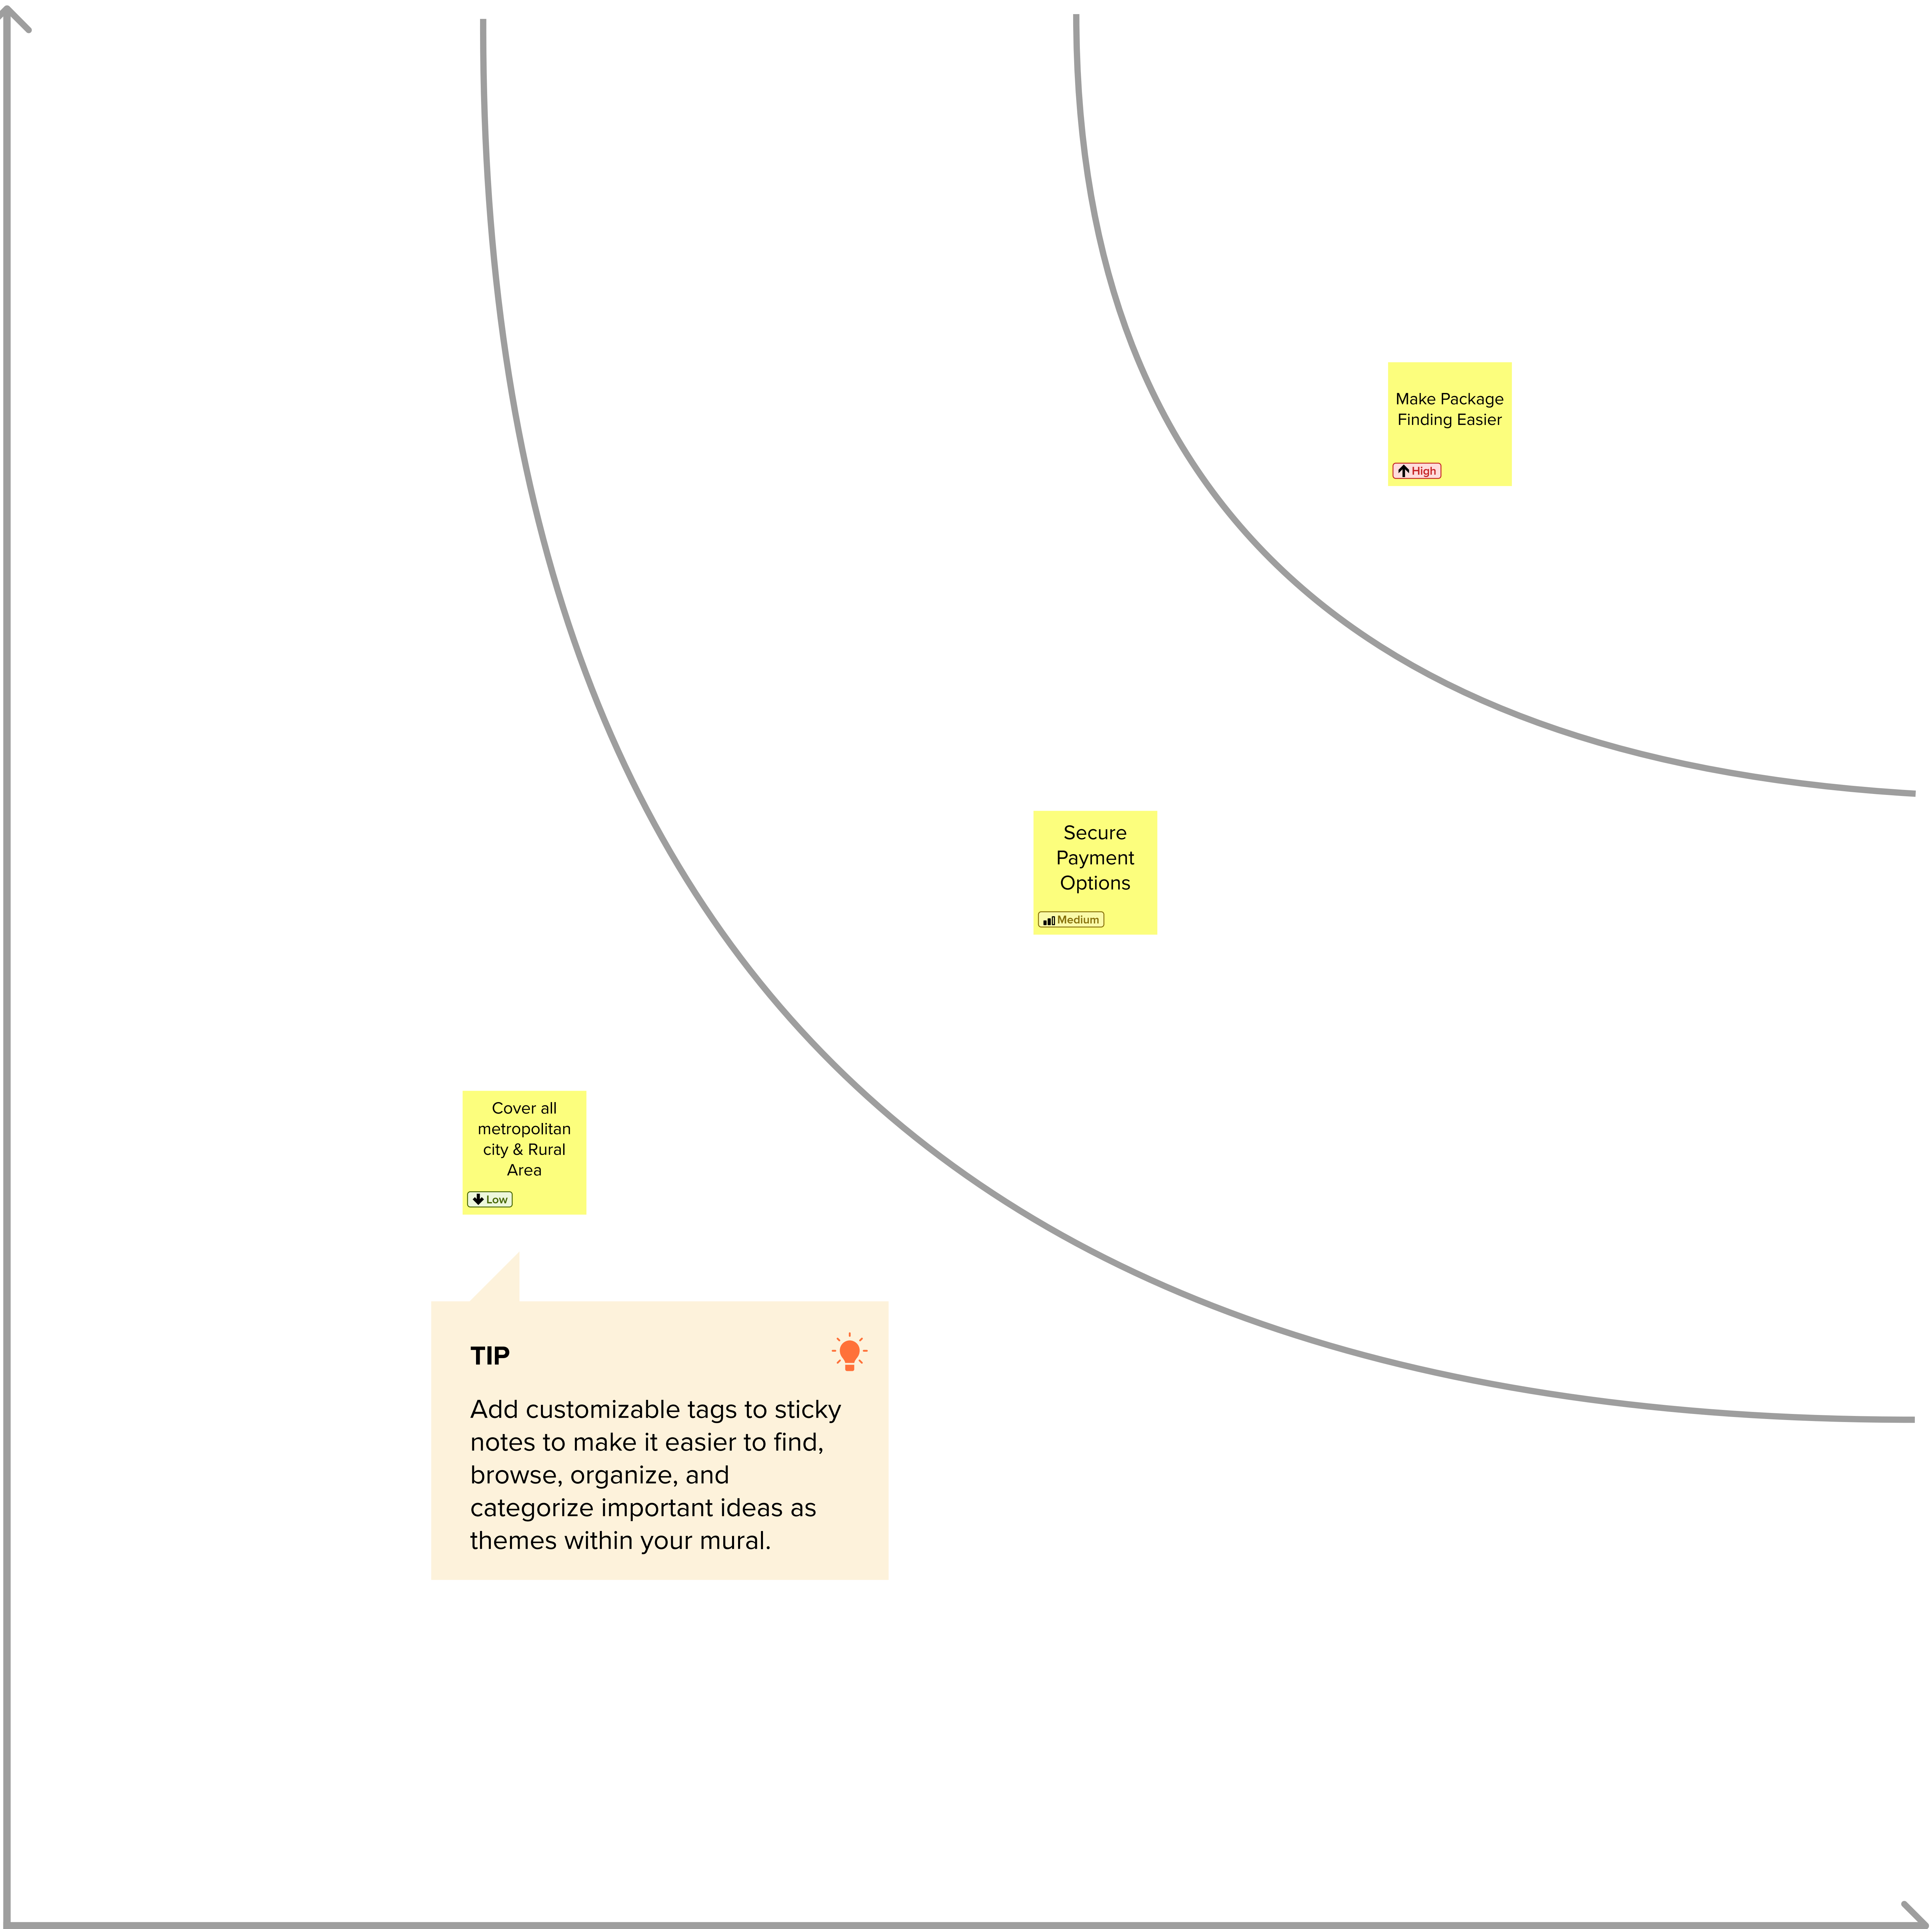 Make Package
Finding Easier
High
Secure
Payment
Options
Medium
Cover all
metropolitan
city & Rural
Area
Low
TIP
Add customizable tags to sticky
notes to make it easier to find,
browse, organize, and
categorize important ideas as
themes within your mural.